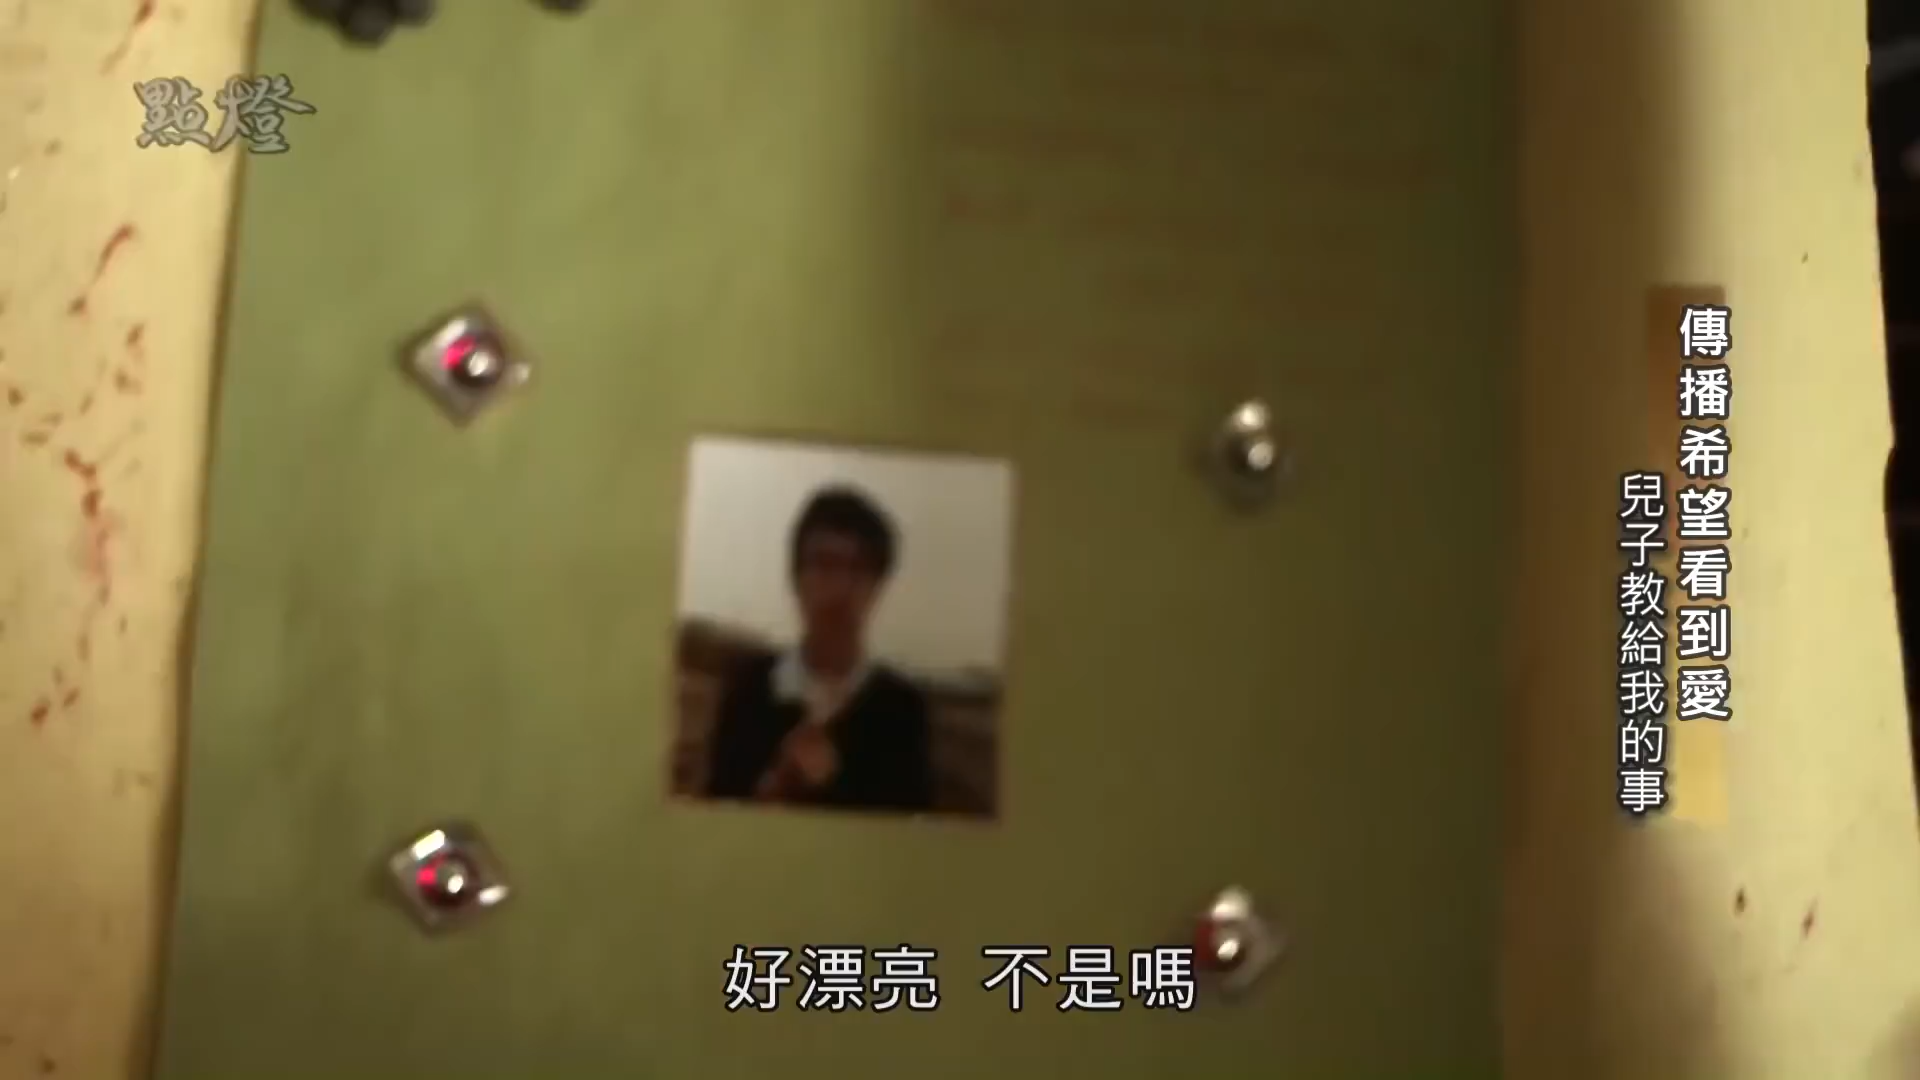 點燈
傳播希望看到愛
兒子教給我的事
好漂亮 不是嗎